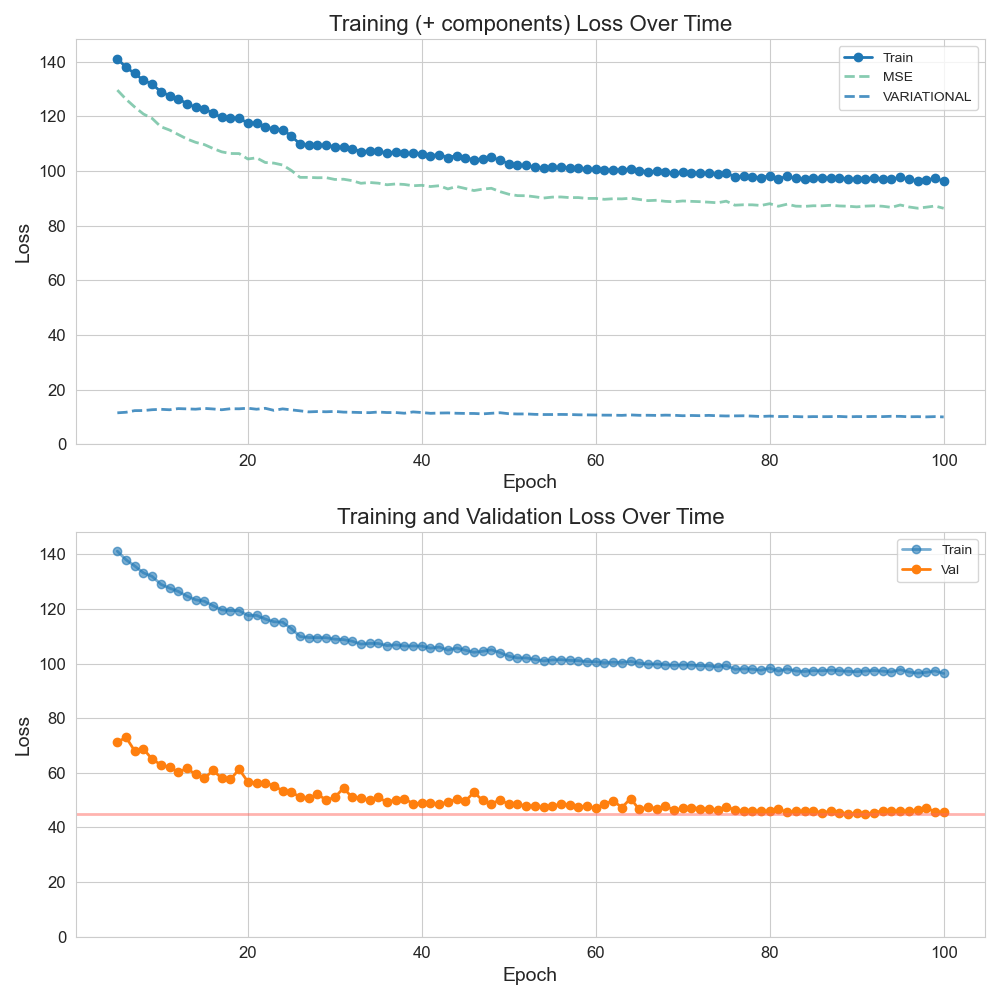 Training (+ components) Loss Over Time
Train
MSE
VARIATIONAL
140
120
100
80
60
40
20
0
Loss
20 40 60 80 100
Epoch
Training and Validation Loss Over Time
Train
Val
140
120
100
80
60
40
20
0
Loss
20 40 60 80 100
Epoch